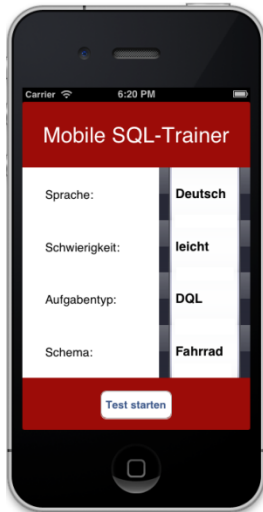 Carrier 6:20 PM
Mobile SQL-Trainer
Sprache: Deutsch
Schwierigkeit: leicht
Aufgabentyp: DQL
Schema: Fahrrad
Test starten